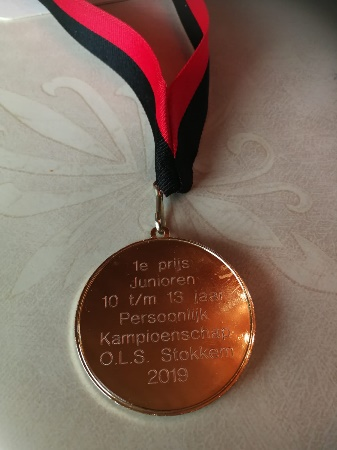 1e prijs
Junioren
10 t/m 13 jaar
Persoonlijk
Kampioenschap
O.L.S. Stokkem
2019